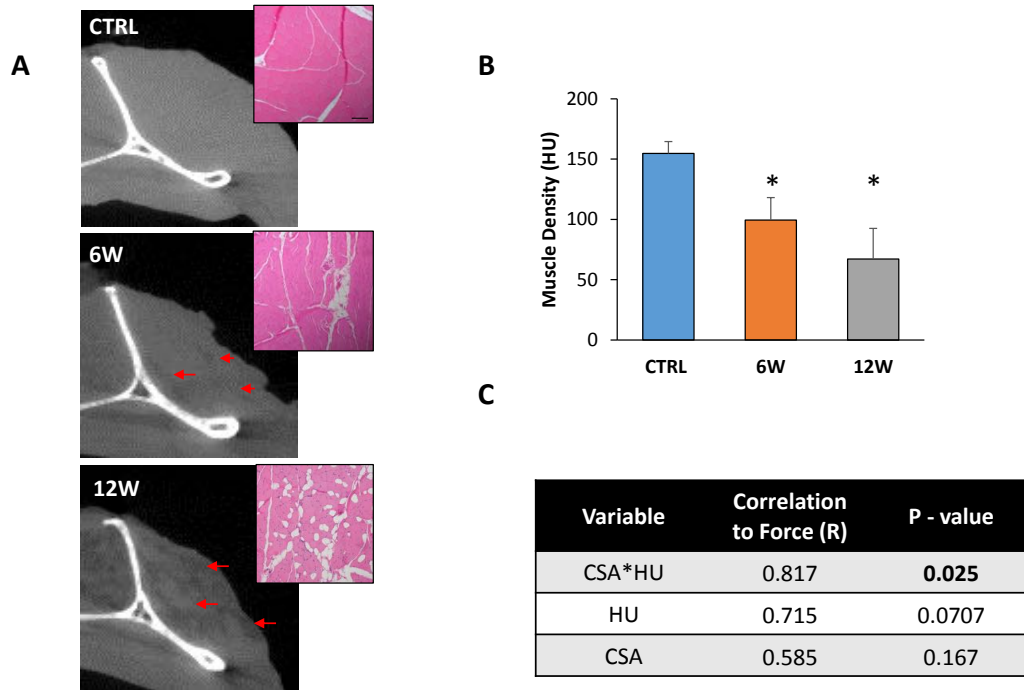 A
CTRL
6W
12W
B
Muscle Density (HU)
200
150
100
50
0
*
*
CTRL
6W
12W
C
Variable
Correlation
to Force (R)
P - value
CSA*HU
0.817
0.025
HU
0.715
0.0707
CSA
0.585
0.167